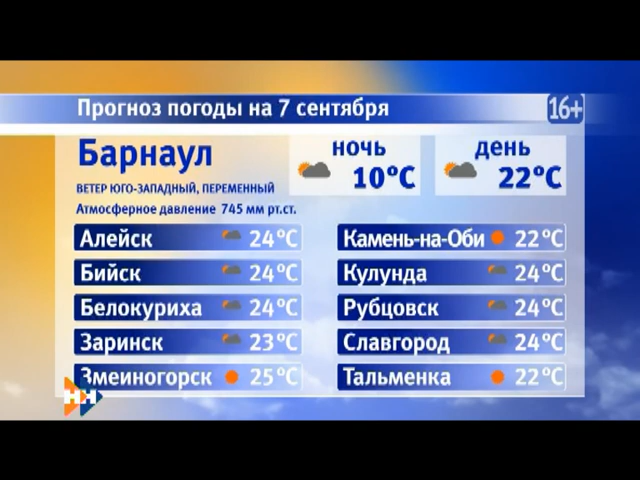 Прогноз погоды на 7 сентября
16+
Барнаул
ВЕТЕР ЮГО-ЗАПАДНЫЙ, ПЕРЕМЕННЫЙ
Атмосферное давление 745 мм рт.ст.
ночь
10°C
день
22°C
Алейск 24°C
Бийск 24°C
Белокуриха 24°C
Заринск 23°C
Змеиногорск 25°C
Камень-на-Оби 22°C
Кулунда 24°C
Рубцовск 24°C
Славгород 24°C
Тальменка 22°C
НН